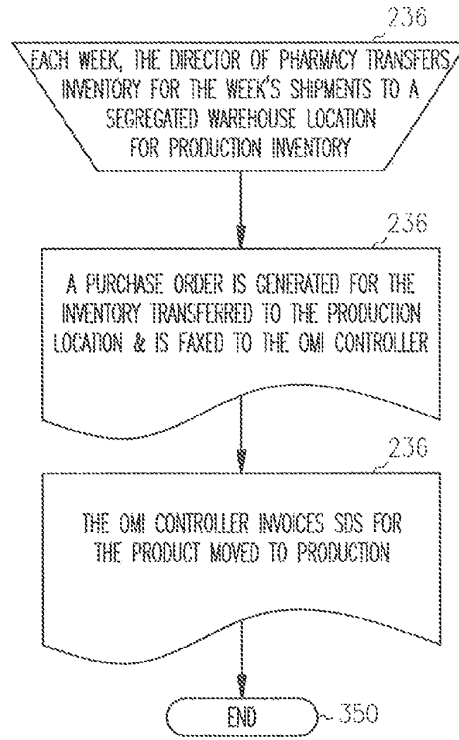 236
EACH WEEK, THE DIRECTOR OF PHARMACY TRANSFERS
INVENTORY FOR THE WEEK'S SHIPMENTS TO A
SEGREGATED WAREHOUSE LOCATION
FOR PRODUCTION INVENTORY
236
A PURCHASE ORDER IS GENERATED FOR THE
INVENTORY TRANSFERRED TO THE PRODUCTION
LOCATION & IS FAXED TO THE OMI CONTROLLER
236
THE OMI CONTROLLER INVOICES SDS FOR
THE PRODUCT MOVED TO PRODUCTION
END 350